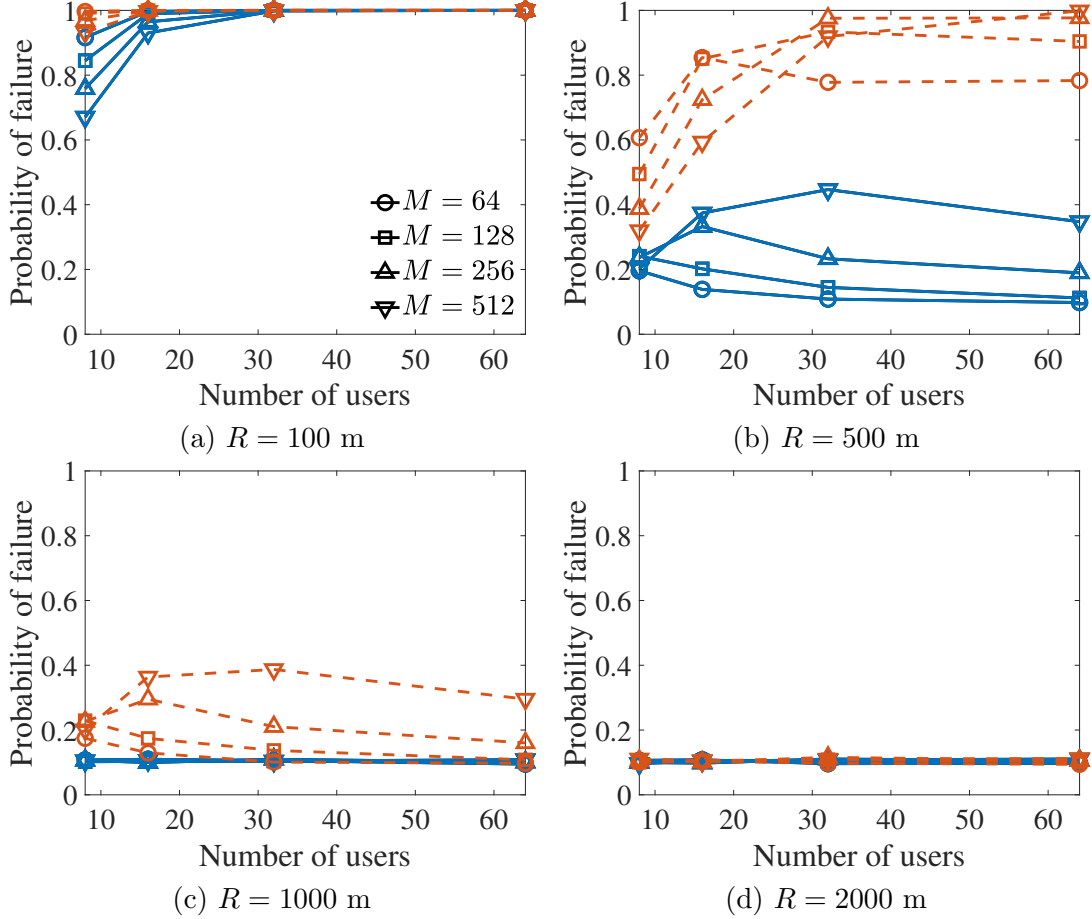 1
0.8
0.6
0.4
0.2
0
Probability of failure
M = 64
M = 128
M = 256
M = 512
10 20 30 40 50 60
Number of users
(a) R = 100 m
1
0.8
0.6
0.4
0.2
0
Probability of failure
10 20 30 40 50 60
Number of users
(b) R = 500 m
1
0.8
0.6
0.4
0.2
0
Probability of failure
10 20 30 40 50 60
Number of users
(c) R = 1000 m
1
0.8
0.6
0.4
0.2
0
Probability of failure
10 20 30 40 50 60
Number of users
(d) R = 2000 m